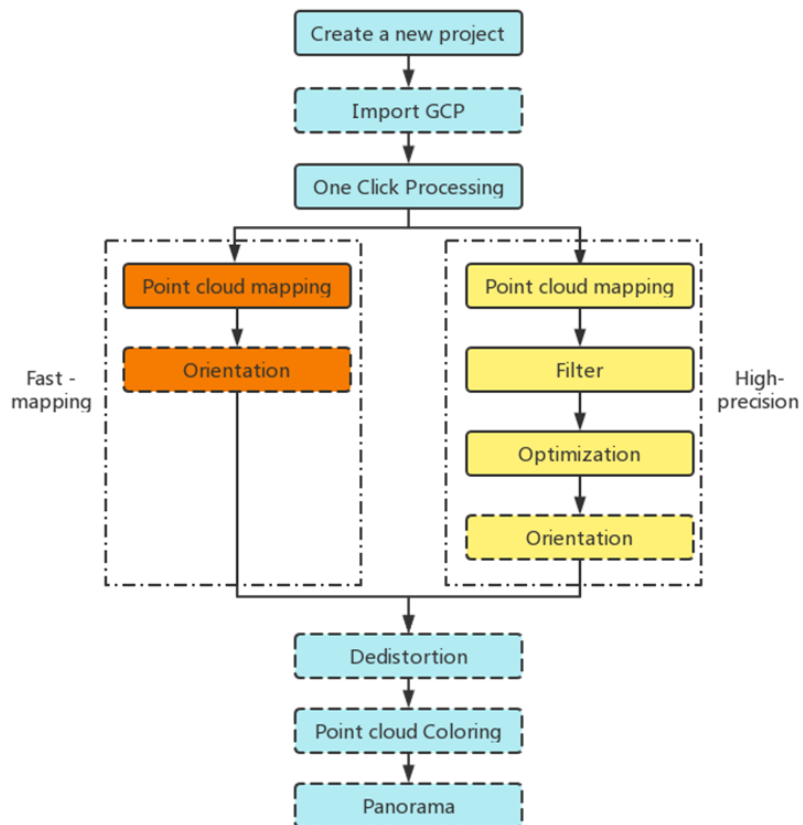 Create a new project
Import GCP
One Click Processing
Point cloud mapping
Orientation
Fast -
mapping
Point cloud mapping
Filter
Optimization
Orientation
High-
precision
Dedistortion
Point cloud Coloring
Panorama